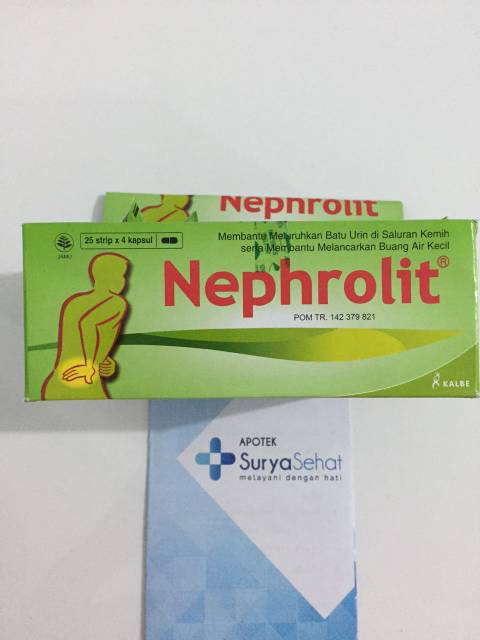 Nephrolit
JAMU
25 strip x 4 kapsul
Membantu Meluruhkan Batu Urin di Saluran Kemih
serta Membantu Melancarkan Buang Air Kecil
Nephrolit®
POM TR. 142 379 821
KALBE
APOTEK
SuryaSehat
melayani dengan hati